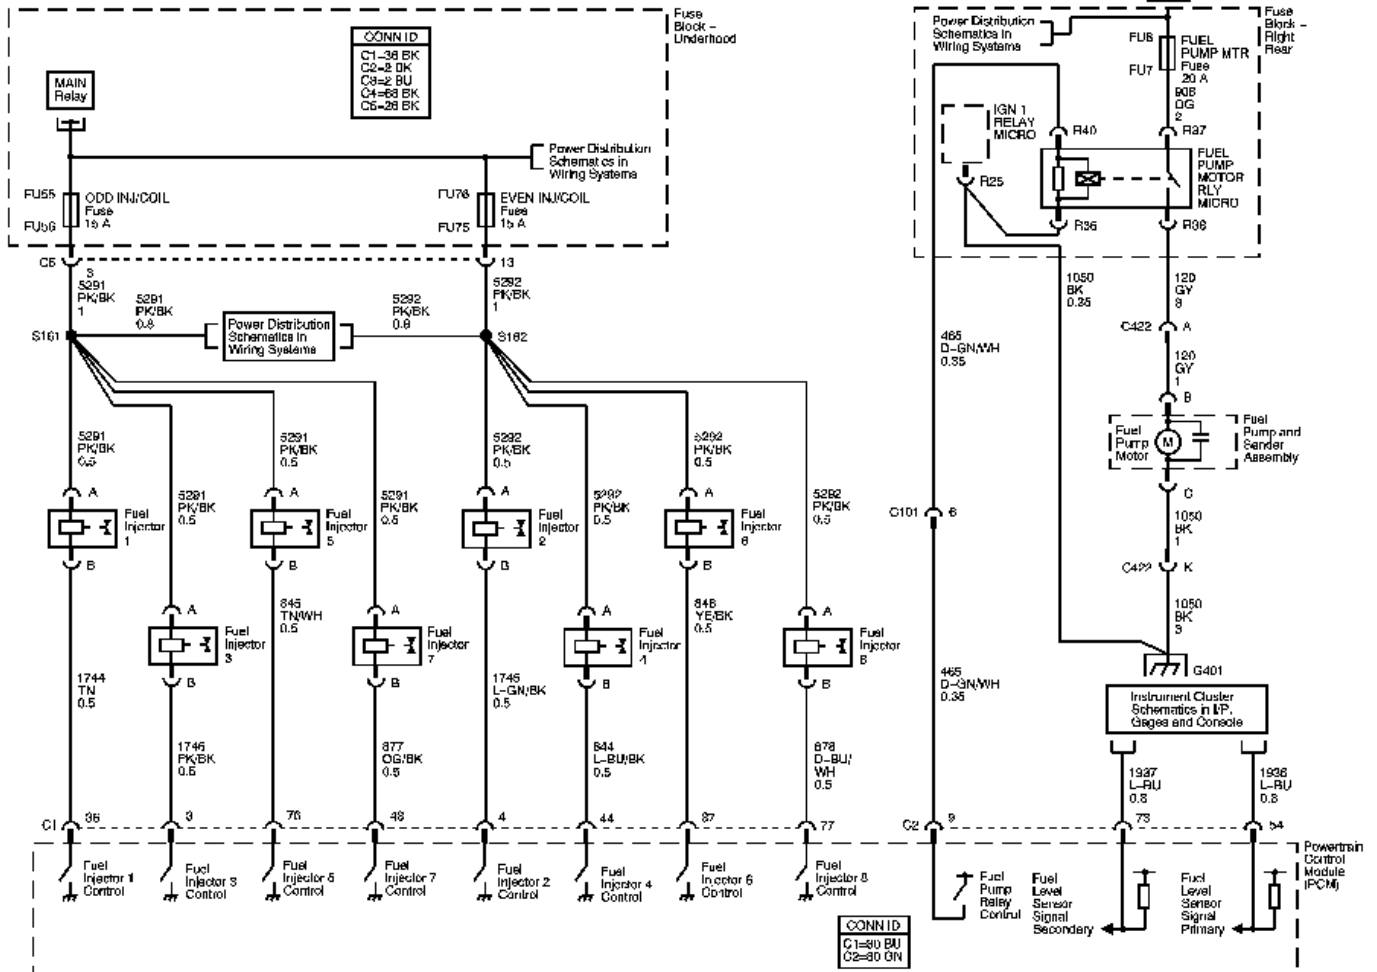 Fuse
Block –
Underhood
CONN ID
C1=36 BK
C2=2 BK
C3=2 BU
C4=68 BK
C5=26 BK
MAIN
Relay
Power Distribution
Schematics in
Wiring Systems
FU55
FU56
ODD INJ/COIL
Fuse
15 A
FU76
FU75
EVEN INJ/COIL
Fuse
15 A
C5
3
13
5291
PK/BK
1
5291
PK/BK
0.8
5292
PK/BK
0.8
5292
PK/BK
1
S161
Power Distribution
Schematics in
Wiring Systems
S162
5291
PK/BK
0.5
5291
PK/BK
0.5
5291
PK/BK
0.5
5291
PK/BK
0.5
5292
PK/BK
0.5
5292
PK/BK
0.5
5292
PK/BK
0.5
5292
PK/BK
0.5
A
Fuel
Injector
1
B
A
Fuel
Injector
5
B
A
Fuel
Injector
2
B
A
Fuel
Injector
6
B
A
Fuel
Injector
3
B
A
Fuel
Injector
7
B
A
Fuel
Injector
4
B
A
Fuel
Injector
8
B
1744
TN
0.5
1746
PK/BK
0.5
845
TN/WH
0.5
877
OG/BK
0.5
1745
L–GN/BK
0.5
844
L–BU/BK
0.5
846
YE/BK
0.5
878
D–BU/
WH
0.5
C1
36
3
76
48
4
44
87
77
Fuel
Injector 1
Control
Fuel
Injector 3
Control
Fuel
Injector 5
Control
Fuel
Injector 7
Control
Fuel
Injector 2
Control
Fuel
Injector 4
Control
Fuel
Injector 6
Control
Fuel
Injector 8
Control
CONN ID
C1=80 BU
C2=80 GN
Power Distribution
Schematics in
Wiring Systems
Fuse
Block –
Right
Rear
FU8
FU7
FUEL
PUMP MTR
Fuse
20 A
906
OG
2
IGN 1
RELAY
MICRO
R40
R37
R25
FUEL
PUMP
MOTOR
RLY
MICRO
R36
R38
1050
BK
0.35
120
GY
3
C422
A
465
D–GN/WH
0.35
120
GY
1
B
Fuel
Pump
Motor
M
Fuel
Pump and
Sender
Assembly
C
C101
6
1050
BK
1
C422
K
1050
BK
3
G401
465
D–GN/WH
0.35
Instrument Cluster
Schematics in I/P,
Gages and Console
1937
L–BU
0.8
1936
L–BU
0.8
C2
9
73
54
Powertrain
Control
Module
(PCM)
Fuel
Pump
Relay
Control
Fuel
Level
Sensor
Signal
Secondary
Fuel
Level
Sensor
Signal
Primary